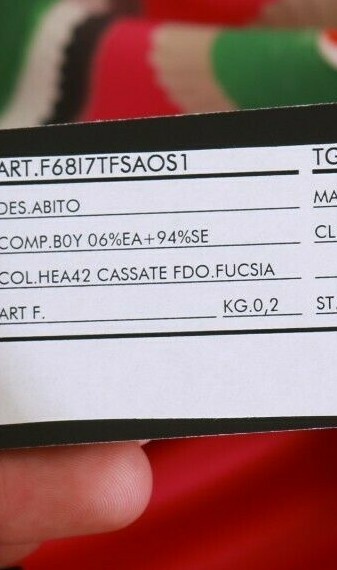 ART.F68I7TFSAOS1 TG
DES.ABITO MA
COMP.B0Y 06%EA+94%SE CL
COL.HEA42 CASSATE FDO.FUCSIA
ART F. KG.0,2 ST.